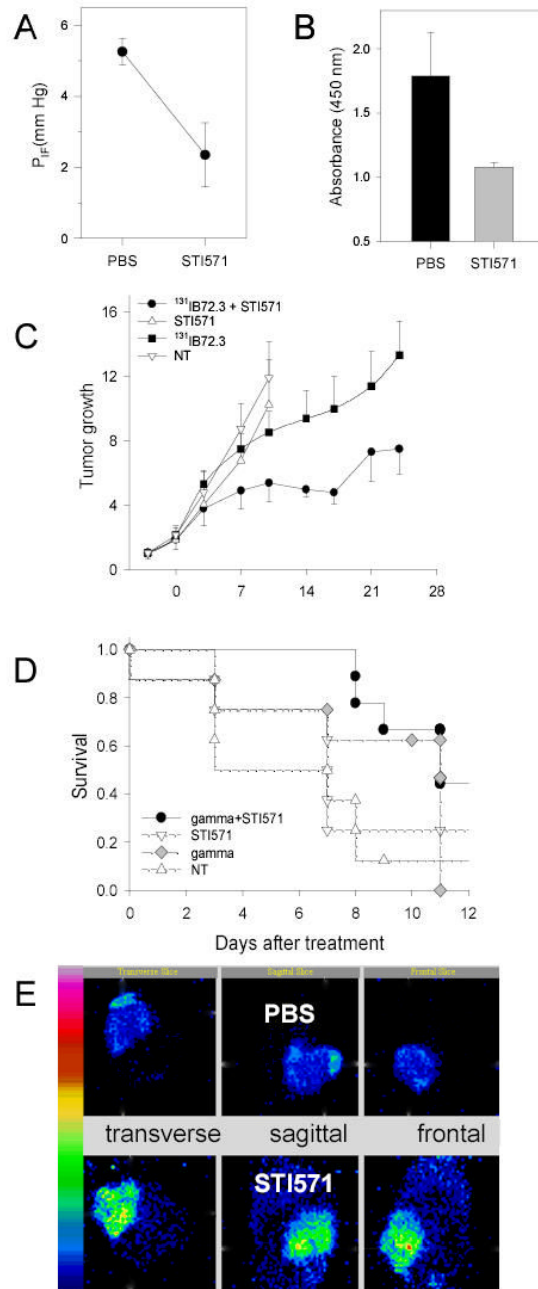 A
6
4
2
0
P_IF(mm Hg)
PBS
STI571
B
2.0
1.5
1.0
0.5
Absorbance (450 nm)
PBS
STI571
C
16
12
8
4
0
Tumor growth
¹³¹IB72.3 + STI571
STI571
¹³¹IB72.3
NT
0 7 14 21 28
D
1.0
0.8
0.6
0.4
0.2
0.0
Survival
gamma+STI571
STI571
gamma
NT
0 2 4 6 8 10 12
Days after treatment
E
Transverse Slice
Sagittal Slice
Frontal Slice
PBS
transverse sagittal frontal
STI571